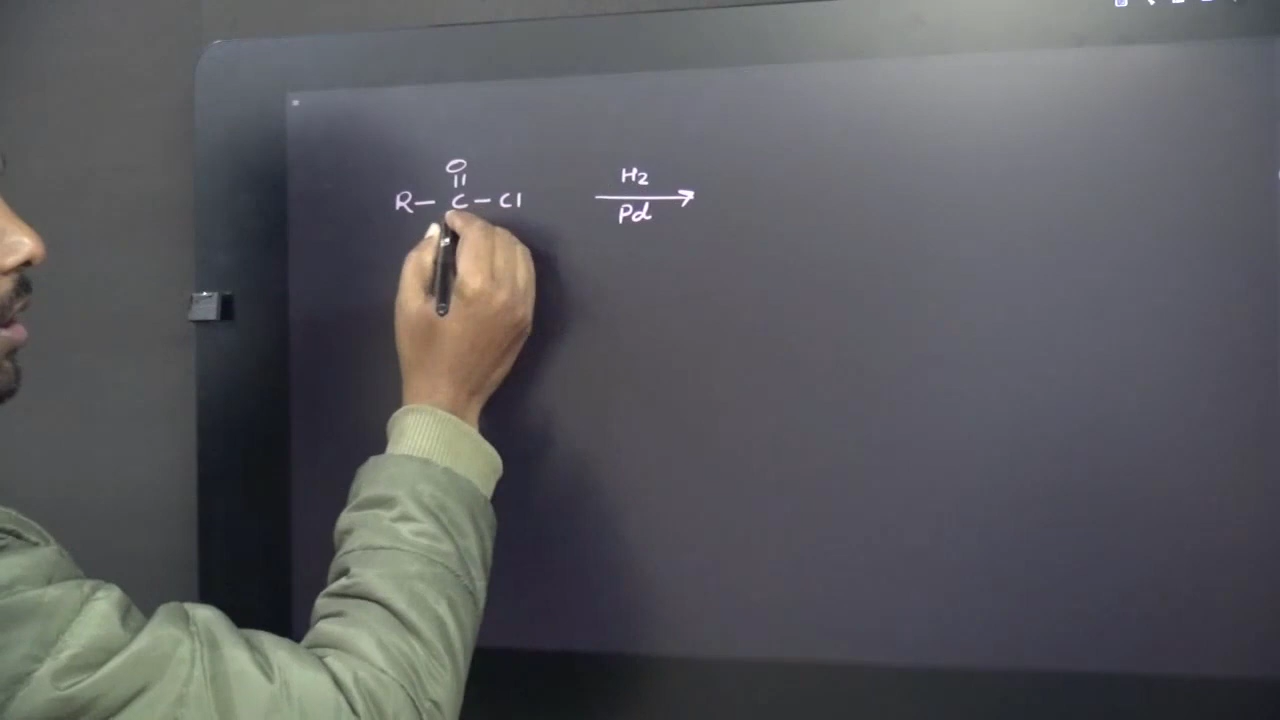 O
||
R— C — Cl
H2
Pd